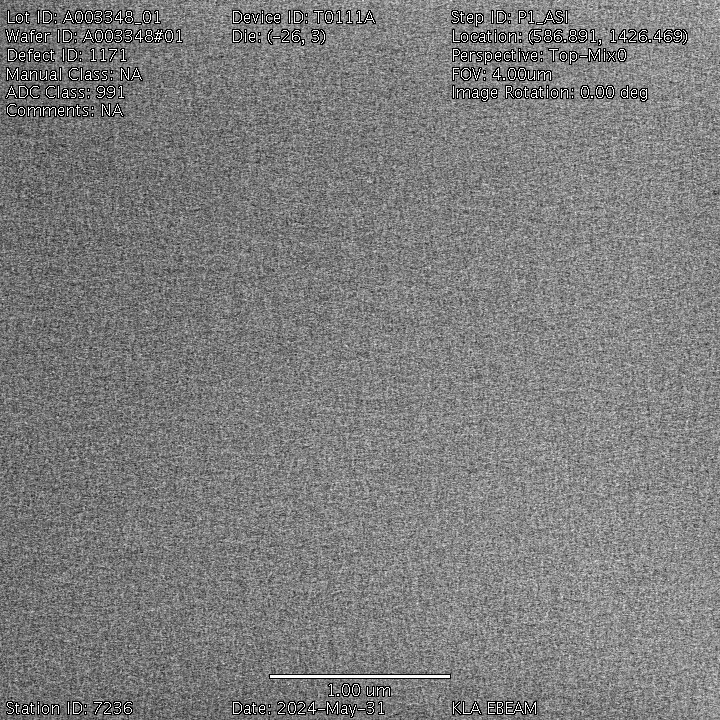 Lot ID: A003348_01 Device ID: T0111A Step ID: P1_ASI
Wafer ID: A003348#01 Die: (-26, 3) Location: (586.891, 1426.469)
Defect ID: 1171 Perspective: Top-Mix0
Manual Class: NA FOV: 4.00um
ADC Class: 991 Image Rotation: 0.00 deg
Comments: NA
1.00 um
Station ID: 7236 Date: 2024-May-31 KLA EBEAM